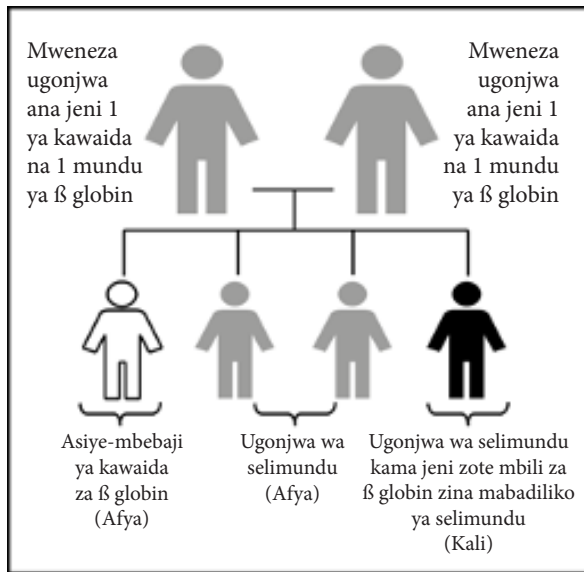 Mweneza
ugonjwa
ana jeni 1
ya kawaida
na 1 mundu
ya ß globin
Mweneza
ugonjwa
ana jeni 1
ya kawaida
na 1 mundu
ya ß globin
Asiye-mbebaji
ya kawaida
za ß globin
(Afya)
Ugonjwa wa
selimundu
(Afya)
Ugonjwa wa selimundu
kama jeni zote mbili za
ß globin zina mabadiliko
ya selimundu
(Kali)